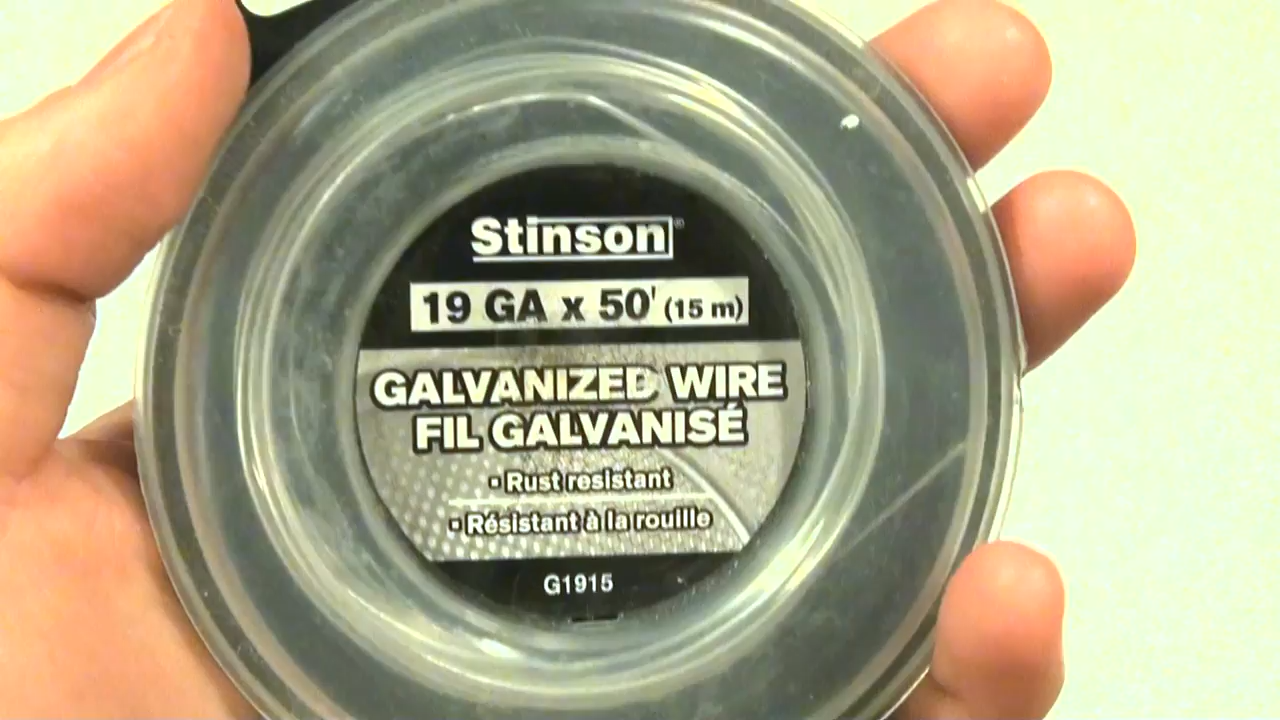 Stinson®
19 GA x 50' (15 m)
GALVANIZED WIRE
FIL GALVANISÉ
▪ Rust resistant
▪ Résistant à la rouille
G1915